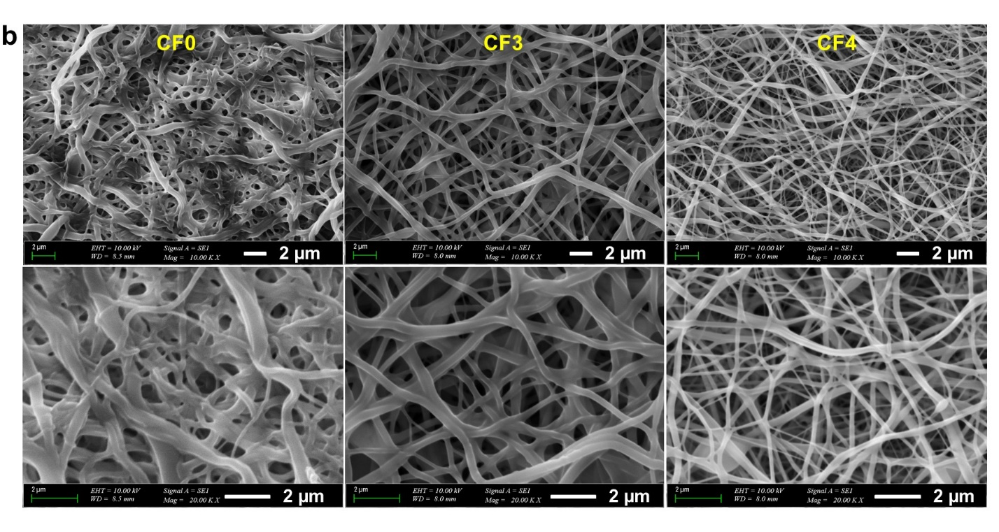 b
CF0
CF3
CF4
2 µm
EHT = 10.00 kV
Signal A = SE1
WD = 8.5 mm
Mag = 10.00 K X
2 µm
2 µm
EHT = 10.00 kV
Signal A = SE1
WD = 8.0 mm
Mag = 10.00 K X
2 µm
2 µm
EHT = 10.00 kV
Signal A = SE1
WD = 8.0 mm
Mag = 10.00 K X
2 µm
2 µm
EHT = 10.00 kV
Signal A = SE1
WD = 8.5 mm
Mag = 20.00 K X
2 µm
2 µm
EHT = 10.00 kV
Signal A = SE1
WD = 8.0 mm
Mag = 20.00 K X
2 µm
2 µm
EHT = 10.00 kV
Signal A = SE1
WD = 8.0 mm
Mag = 20.00 K X
2 µm